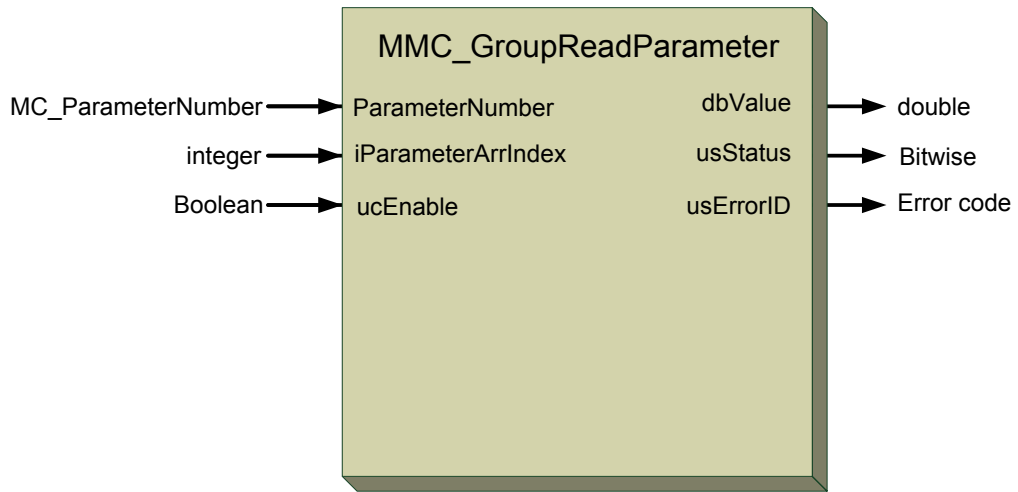 MMC_GroupReadParameter
MC_ParameterNumber ParameterNumber dbValue double
integer iParameterArrIndex usStatus Bitwise
Boolean ucEnable usErrorID Error code